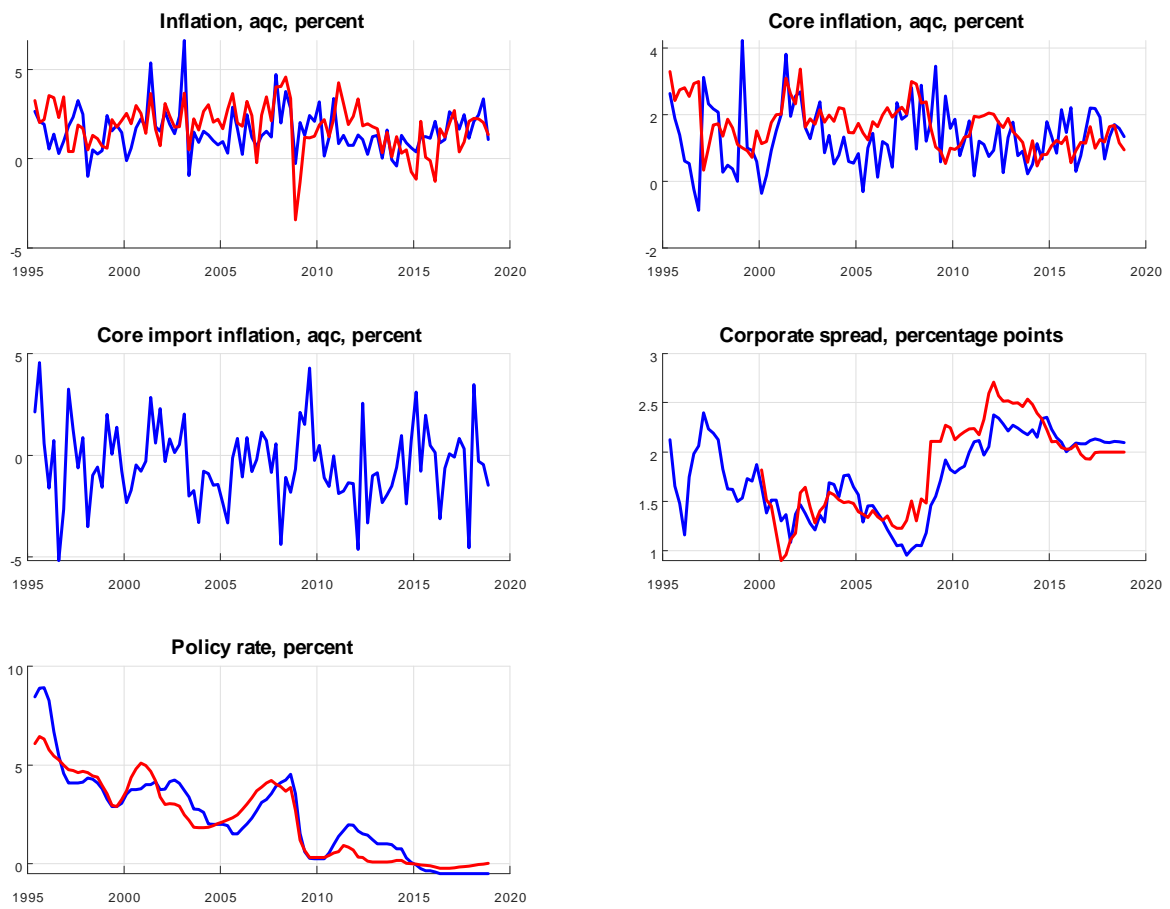 Inflation, aqc, percent
5
0
-5
1995 2000 2005 2010 2015 2020
Core inflation, aqc, percent
4
2
0
-2
1995 2000 2005 2010 2015 2020
Core import inflation, aqc, percent
5
0
-5
1995 2000 2005 2010 2015 2020
Corporate spread, percentage points
3
2.5
2
1.5
1
1995 2000 2005 2010 2015 2020
Policy rate, percent
10
5
0
1995 2000 2005 2010 2015 2020